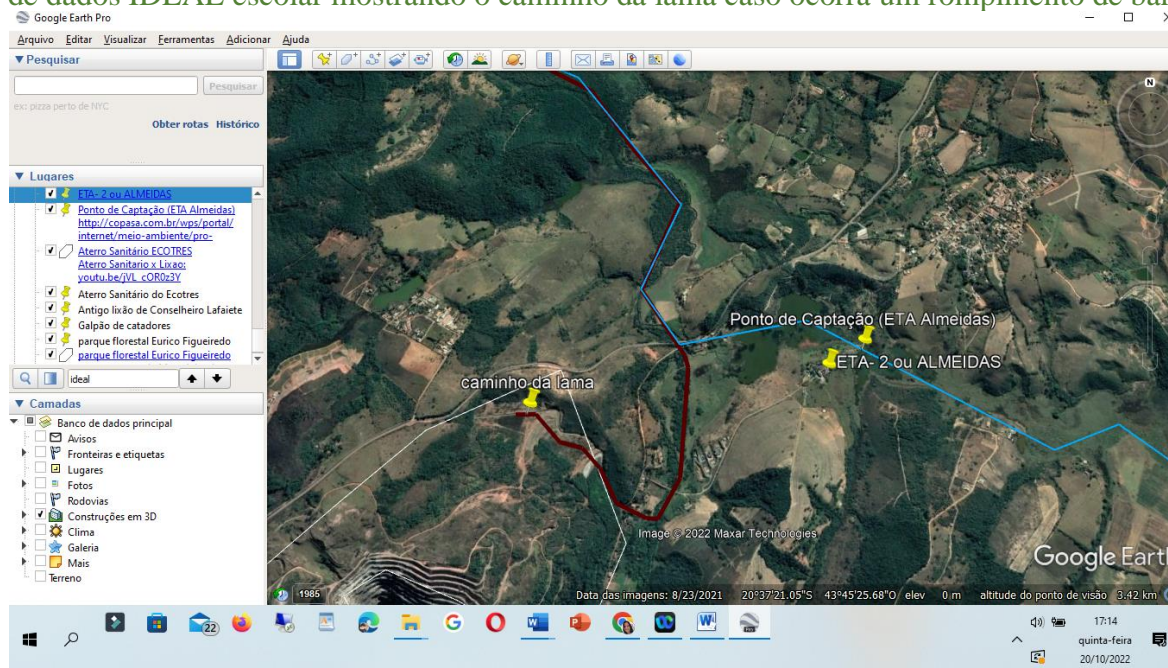 de dados IDEAL escolar mostrando o caminho da lama caso ocorra um rompimento de
Google Earth Pro
Arquivo Editar Visualizar Ferramentas Adicionar Ajuda
Pesquisar
Pesquisar
ex: pizza perto de NYC
Obter rotas Histórico
Lugares
ETA- 2 ou ALMEIDAS
Ponto de Captação (ETA Almeidas)
http://copasa.com.br/wps/portal/
internet/meio-ambiente/pro-
Aterro Sanitário ECOTRES
Aterro Sanitario x Lixao:
youtu.be/jVL_cOR0z3Y
Aterro Sanitário do Ecotres
Antigo lixão de Conselheiro Lafaiete
Galpão de catadores
parque florestal Eurico Figueiredo
parque florestal Eurico Figueiredo
ideal
Camadas
Banco de dados principal
Avisos
Fronteiras e etiquetas
Lugares
Fotos
Rodovias
Construções em 3D
Clima
Galeria
Mais
Terreno
N
Ponto de Captação (ETA Almeidas)
ETA- 2 ou ALMEIDAS
caminho da lama
Image © 2022 Maxar Technologies
Google Eart
1985
Data das imagens: 8/23/2021 20°37'21.05"S 43°45'25.68"O elev 0 m altitude do ponto de visão 3.42 km
22
17:14
quinta-feira
20/10/2022